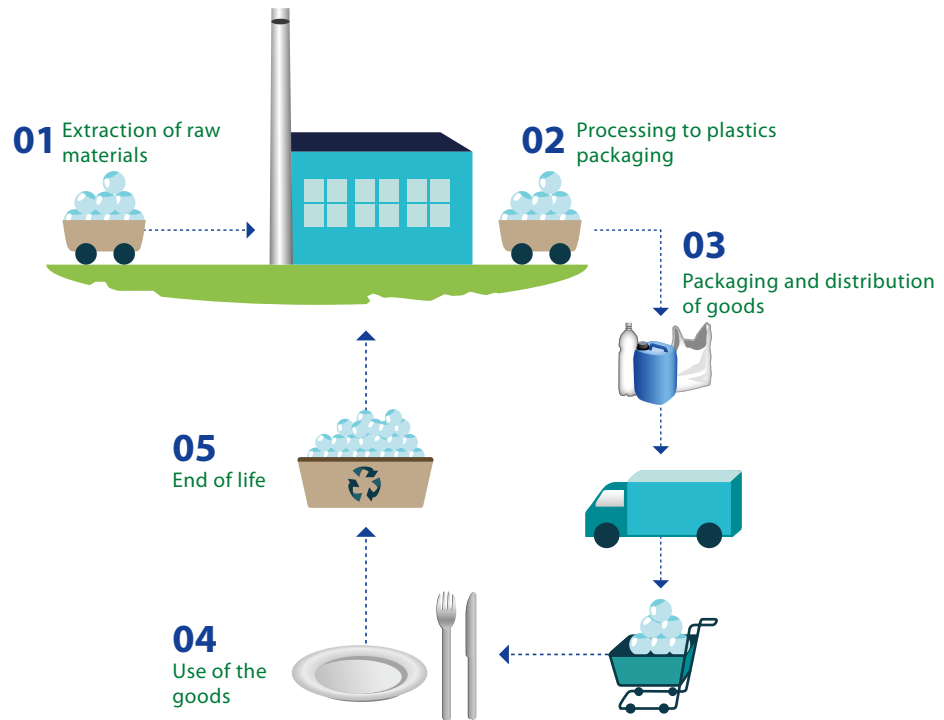 01 Extraction of raw
materials
02 Processing to plastics
packaging
03
Packaging and distribution
of goods
05
End of life
04
Use of the
goods